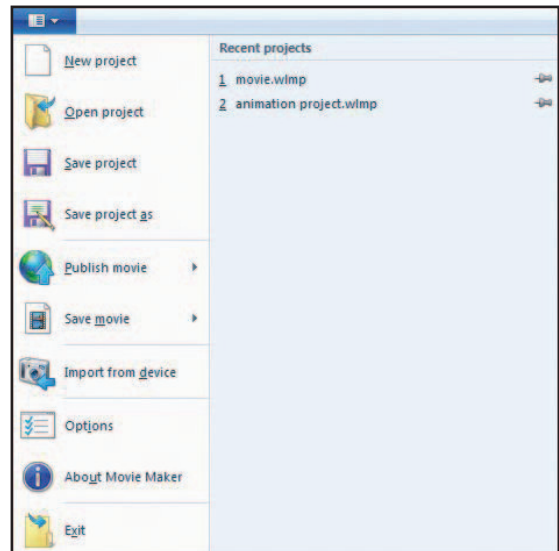 New project
Open project
Save project
Save project as
Publish movie
Save movie
Import from device
Options
About Movie Maker
Exit
Recent projects
1 movie.wlmp
2 animation project.wlmp